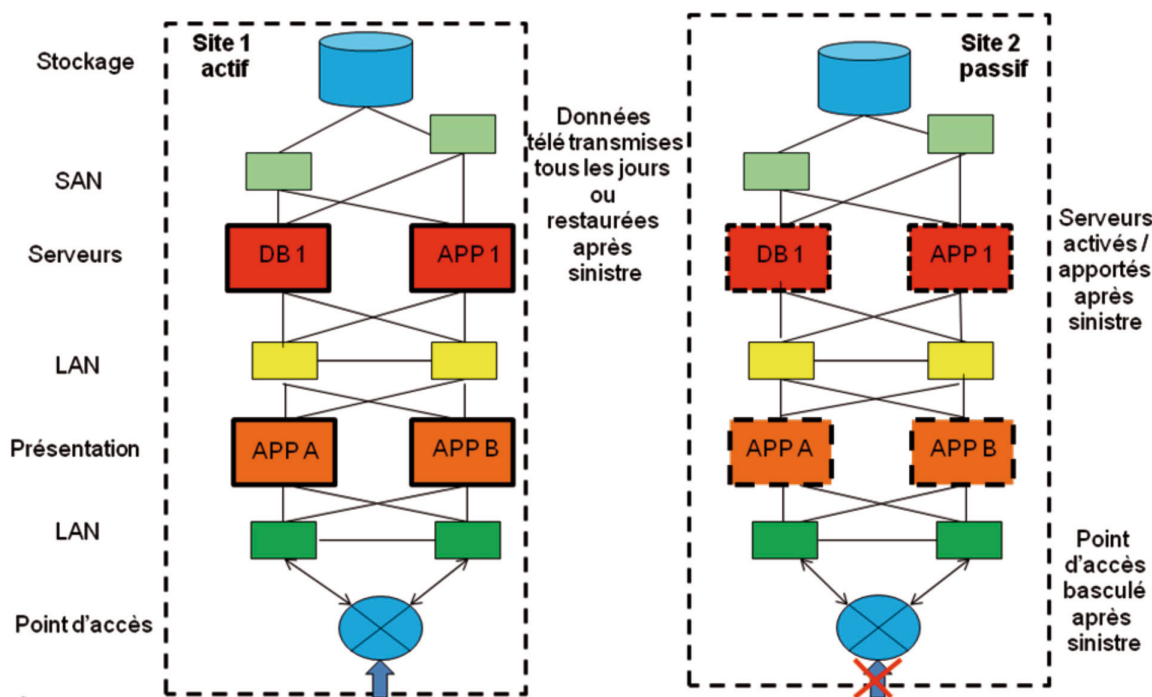 Stockage
Site 1
actif
SAN
Serveurs
DB 1
APP 1
LAN
Présentation
APP A
APP B
LAN
Point d'accès
Données
télé transmises
tous les jours
ou
restaurées
après
sinistre
Site 2
passif
DB 1
APP 1
APP A
APP B
Serveurs
activés /
apportés
après
sinistre
Point
d'accès
basculé
après
sinistre